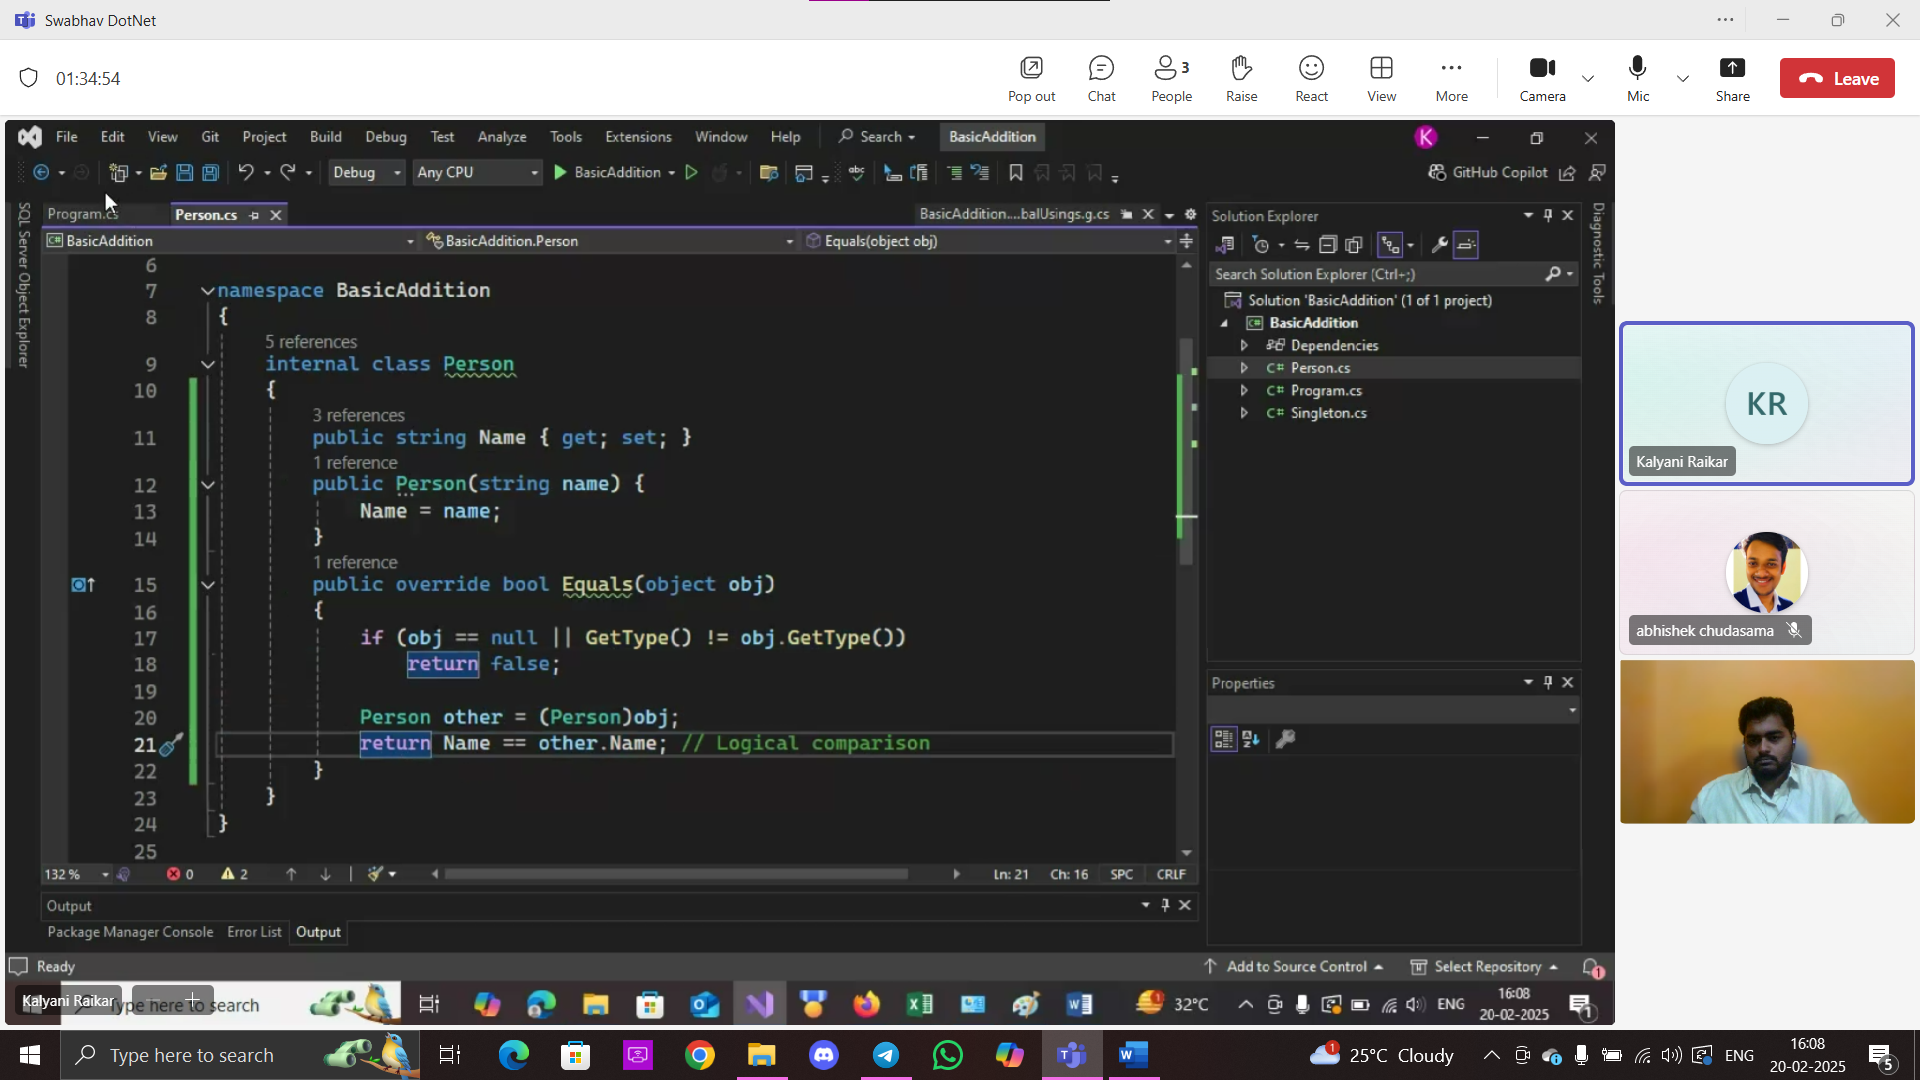 Swabhav DotNet
01:34:54
Pop out
Chat
3
People
Raise
React
View
More
Camera
Mic
Share
Leave
File Edit View Git Project Build Debug Test Analyze Tools Extensions Window Help Search BasicAddition K
Debug Any CPU BasicAddition GitHub Copilot
SQL Server Object Explorer
Program.cs Person.cs BasicAddition....balUsings.g.cs
BasicAddition BasicAddition.Person Equals(object obj)
6
7 namespace BasicAddition
8 {
5 references
9 internal class Person
10 {
3 references
11 public string Name { get; set; }
1 reference
12 public Person(string name) {
13 Name = name;
14 }
1 reference
15 public override bool Equals(object obj)
16 {
17 if (obj == null || GetType() != obj.GetType())
18 return false;
19
20 Person other = (Person)obj;
21 return Name == other.Name; // Logical comparison
22 }
23 }
24 }
25
132 % 0 2 Ln: 21 Ch: 16 SPC CRLF
Output
Package Manager Console Error List Output
Solution Explorer
Search Solution Explorer (Ctrl+;)
Solution 'BasicAddition' (1 of 1 project)
BasicAddition
Dependencies
C# Person.cs
C# Program.cs
C# Singleton.cs
Properties
Diagnostic Tools
Ready Add to Source Control Select Repository 1
Kalyani Raikar
Type here to search 32°C ENG 16:08
20-02-2025 1
KR
Kalyani Raikar
abhishek chudasama
Type here to search 25°C Cloudy ENG 16:08
20-02-2025 5